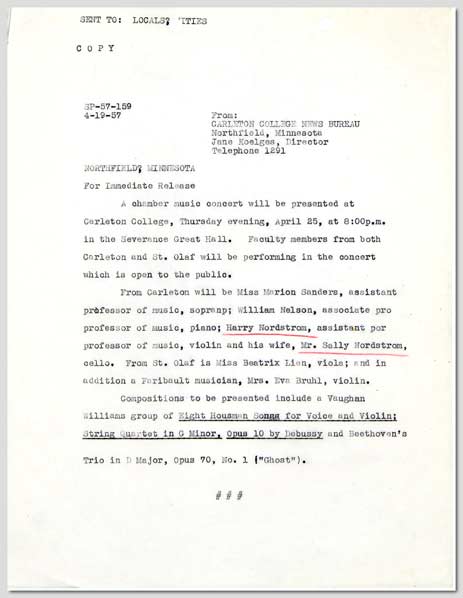 SENT TO: LOCALS? 'ITIES
C O P Y
SP-57-159
4-19-57
From:
CARLETON COLLEGE NEWS BUREAU
Northfield, Minnesota
Jane Koelges, Director
Telephone 1291
NORTHFIELD? MINNESOTA
For Immediate Release
A chamber music concert will be presented at
Carleton College, Thursday evening, April 25, at 8:00p.m.
in the Severance Great Hall. Faculty members from both
Carleton and St. Olaf will be performing in the concert
which is open to the public.
From Carleton will be Miss Marion Sanders, assistant
professor of music, sopranp; William Nelson, associate pro
professor of music, piano; Harry Nordstrom, assistant por
professor of music, violin and his wife, Mr. Sally Nordstrom,
cello. From St. Olaf is Miss Beatrix Lien, viola; and in
addition a Faribault musician, Mrs. Eva Bruhl, violin.
Compositions to be presented include a Vaughan
Williams group of Eight Housman Songs for Voice and Violin;
String Quartet in G Minor, Opus 10 by Debussy and Beethoven's
Trio in D Major, Opus 70, No. 1 ("Ghost").
# # #